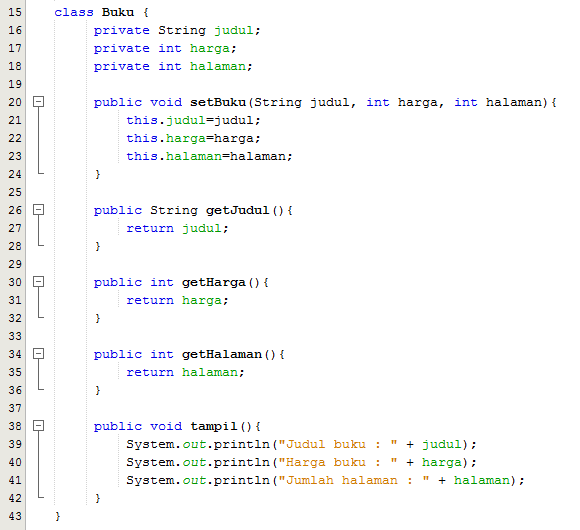 15 class Buku {
16     private String judul;
17     private int harga;
18     private int halaman;
19
20     public void setBuku(String judul, int harga, int halaman){
21         this.judul=judul;
22         this.harga=harga;
23         this.halaman=halaman;
24     }
25
26     public String getJudul(){
27         return judul;
28     }
29
30     public int getHarga(){
31         return harga;
32     }
33
34     public int getHalaman(){
35         return halaman;
36     }
37
38     public void tampil(){
39         System.out.println("Judul buku : " + judul);
40         System.out.println("Harga buku : " + harga);
41         System.out.println("Jumlah halaman : " + halaman);
42     }
43 }